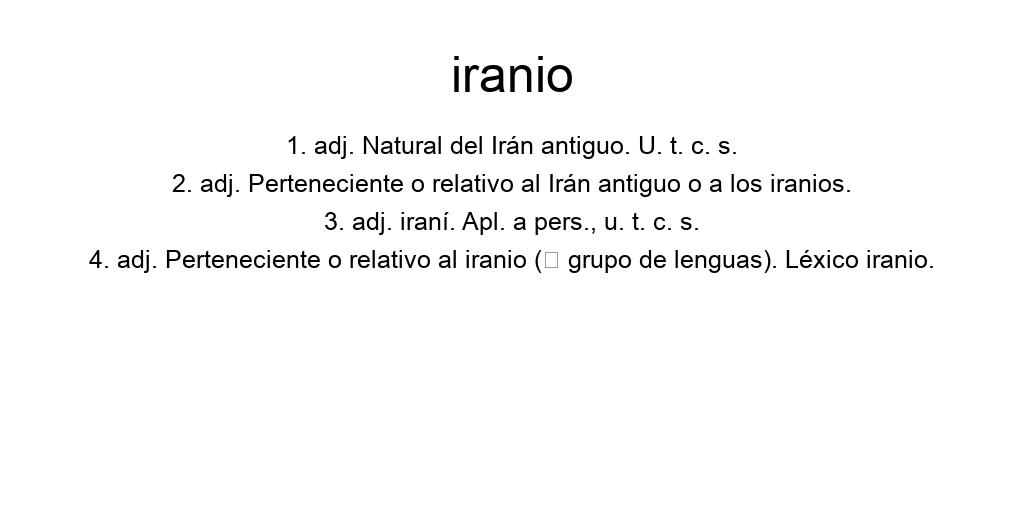 iranio
1. adj. Natural del Irán antiguo. U. t. c. s.
2. adj. Perteneciente o relativo al Irán antiguo o a los iranios.
3. adj. iraní. Apl. a pers., u. t. c. s.
4. adj. Perteneciente o relativo al iranio (□ grupo de lenguas). Léxico iranio.